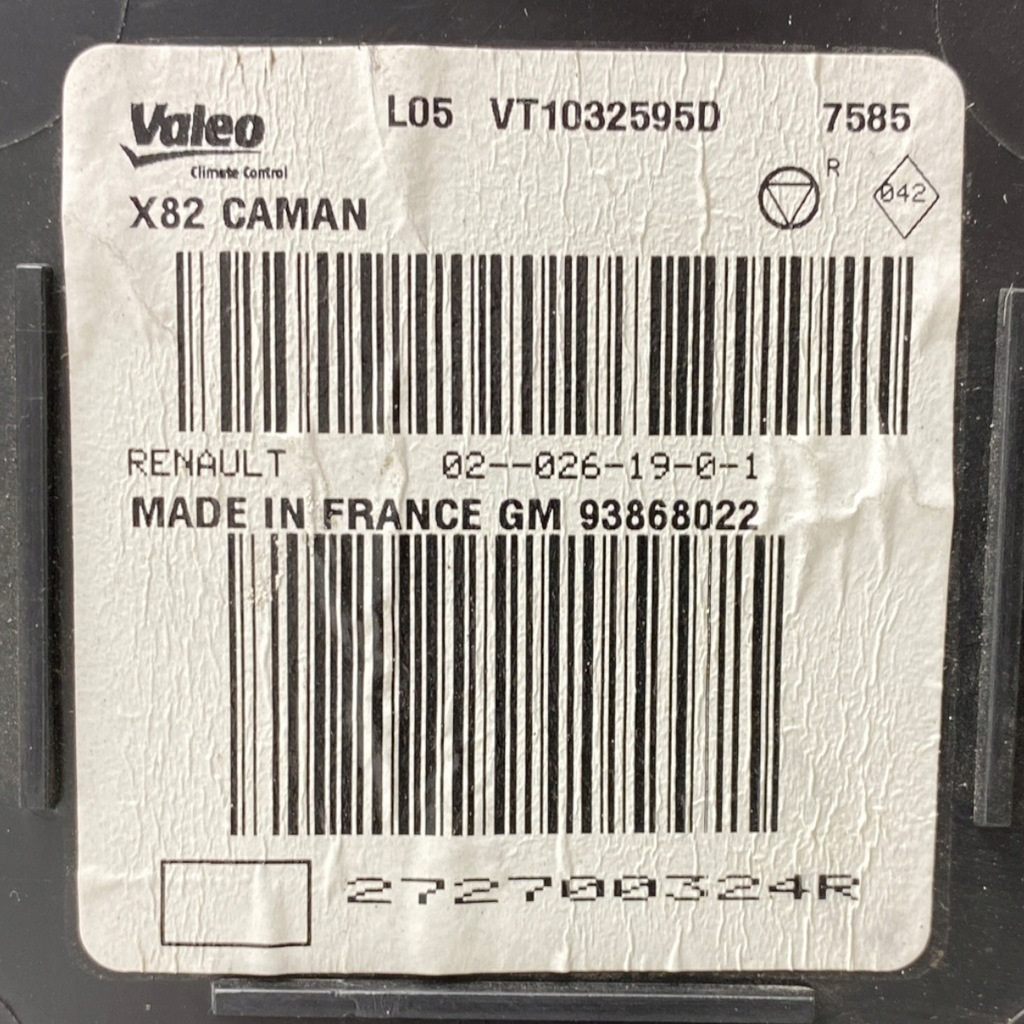 Valeo L05 VT1032595D 7585
Climate Control
R
042
X82 CAMAN
RENAULT 02--026-19-0-1
MADE IN FRANCE GM 93868022
272700324R